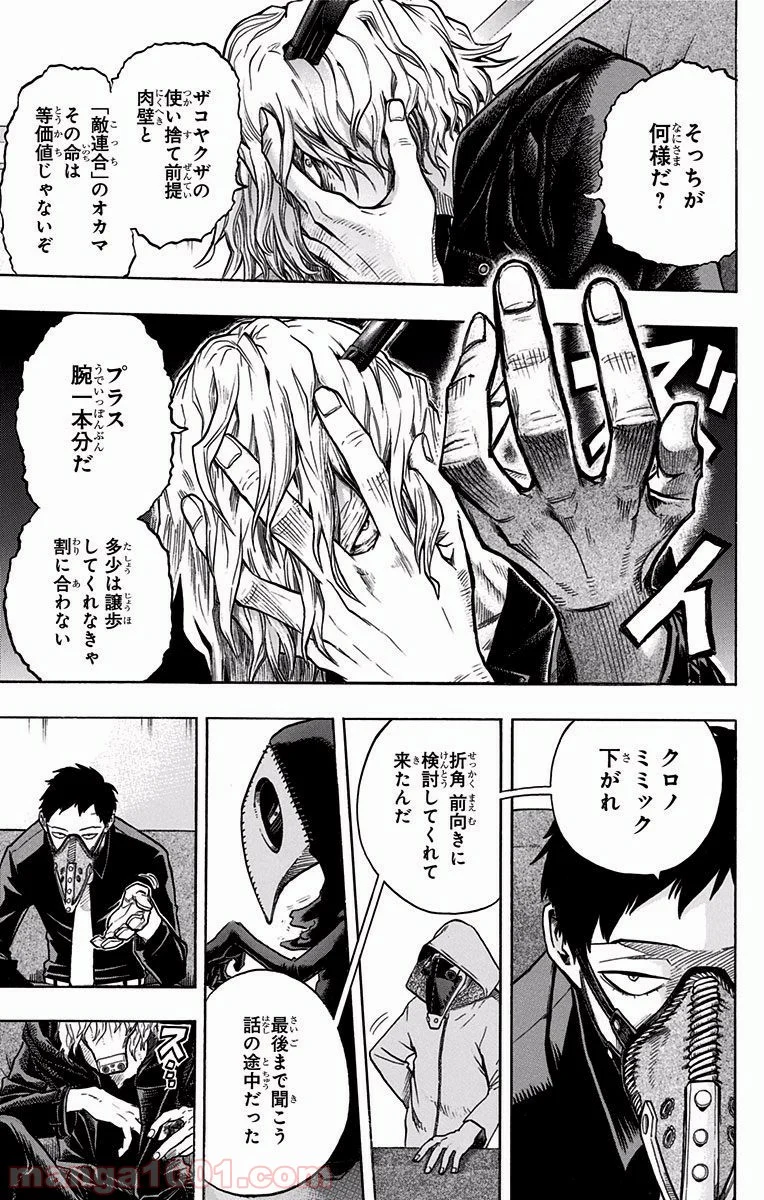 そっちが
何様だ？
ザコヤクザの
使い捨て前提
肉壁と
「敵連合」のオカマ
その命は
等価値じゃないぞ
プラス
腕一本分だ
多少は譲歩
してくれなきゃ
割に合わない
クロノ
ミミック
下がれ
折角 前向きに
検討してくれて
来たんだ
最後まで聞こう
話の途中だった
manga1001.com